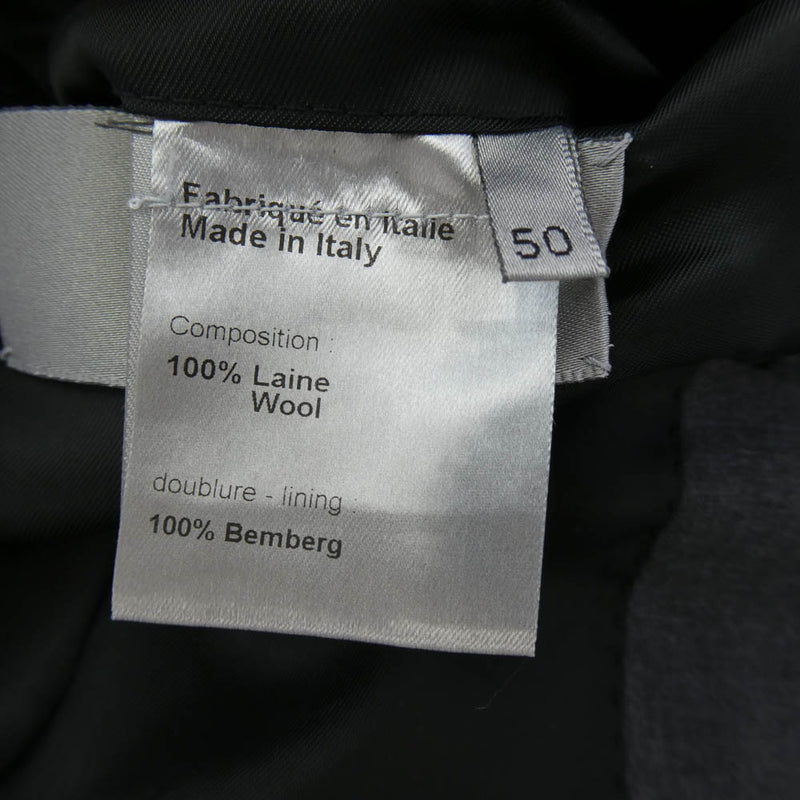 Fabriqué en Italie
Made in Italy
50
Composition :
100% Laine
Wool
doublure - lining :
100% Bemberg